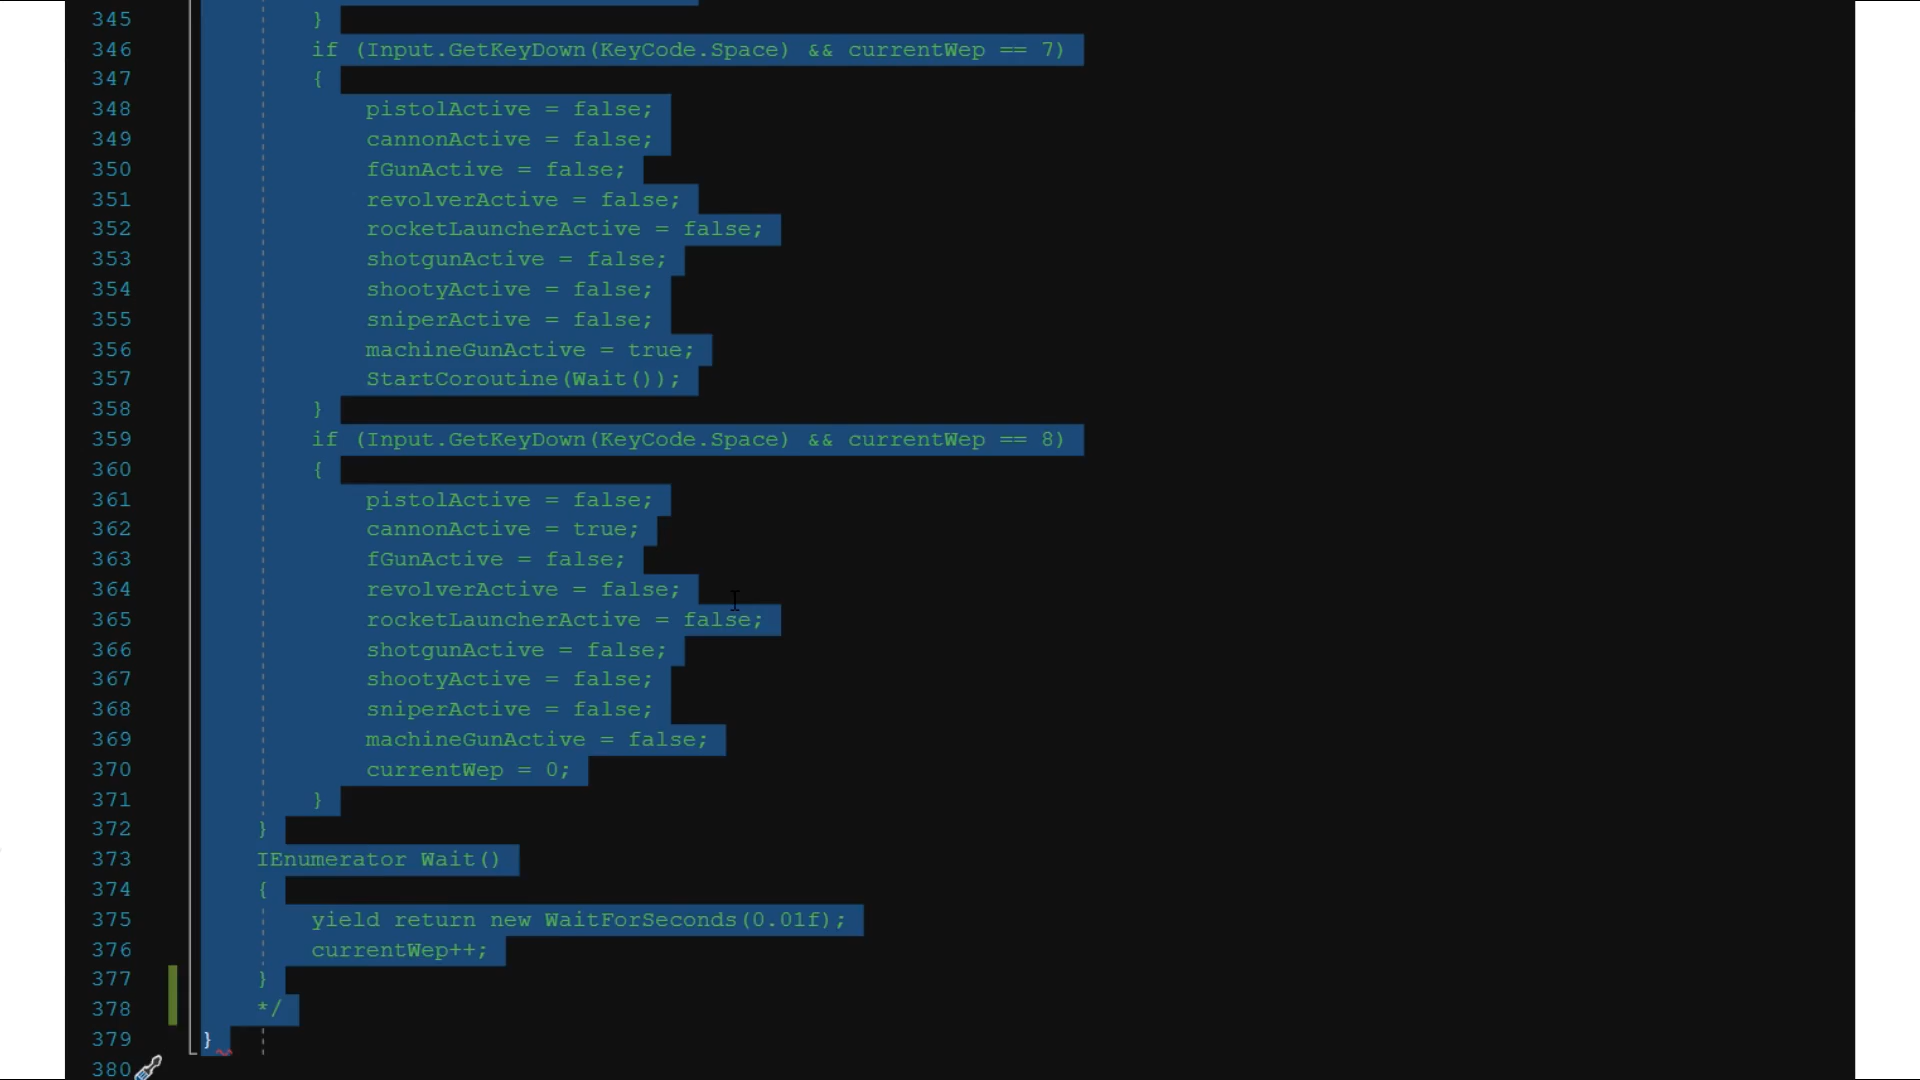 345 }
346 if (Input.GetKeyDown(KeyCode.Space) && currentWep == 7)
347 {
348 pistolActive = false;
349 cannonActive = false;
350 fGunActive = false;
351 revolverActive = false;
352 rocketLauncherActive = false;
353 shotgunActive = false;
354 shootyActive = false;
355 sniperActive = false;
356 machineGunActive = true;
357 StartCoroutine(Wait());
358 }
359 if (Input.GetKeyDown(KeyCode.Space) && currentWep == 8)
360 {
361 pistolActive = false;
362 cannonActive = true;
363 fGunActive = false;
364 revolverActive = false;
365 rocketLauncherActive = false;
366 shotgunActive = false;
367 shootyActive = false;
368 sniperActive = false;
369 machineGunActive = false;
370 currentWep = 0;
371 }
372 }
373 IEnumerator Wait()
374 {
375 yield return new WaitForSeconds(0.01f);
376 currentWep++;
377 }
378 */
379 }
380